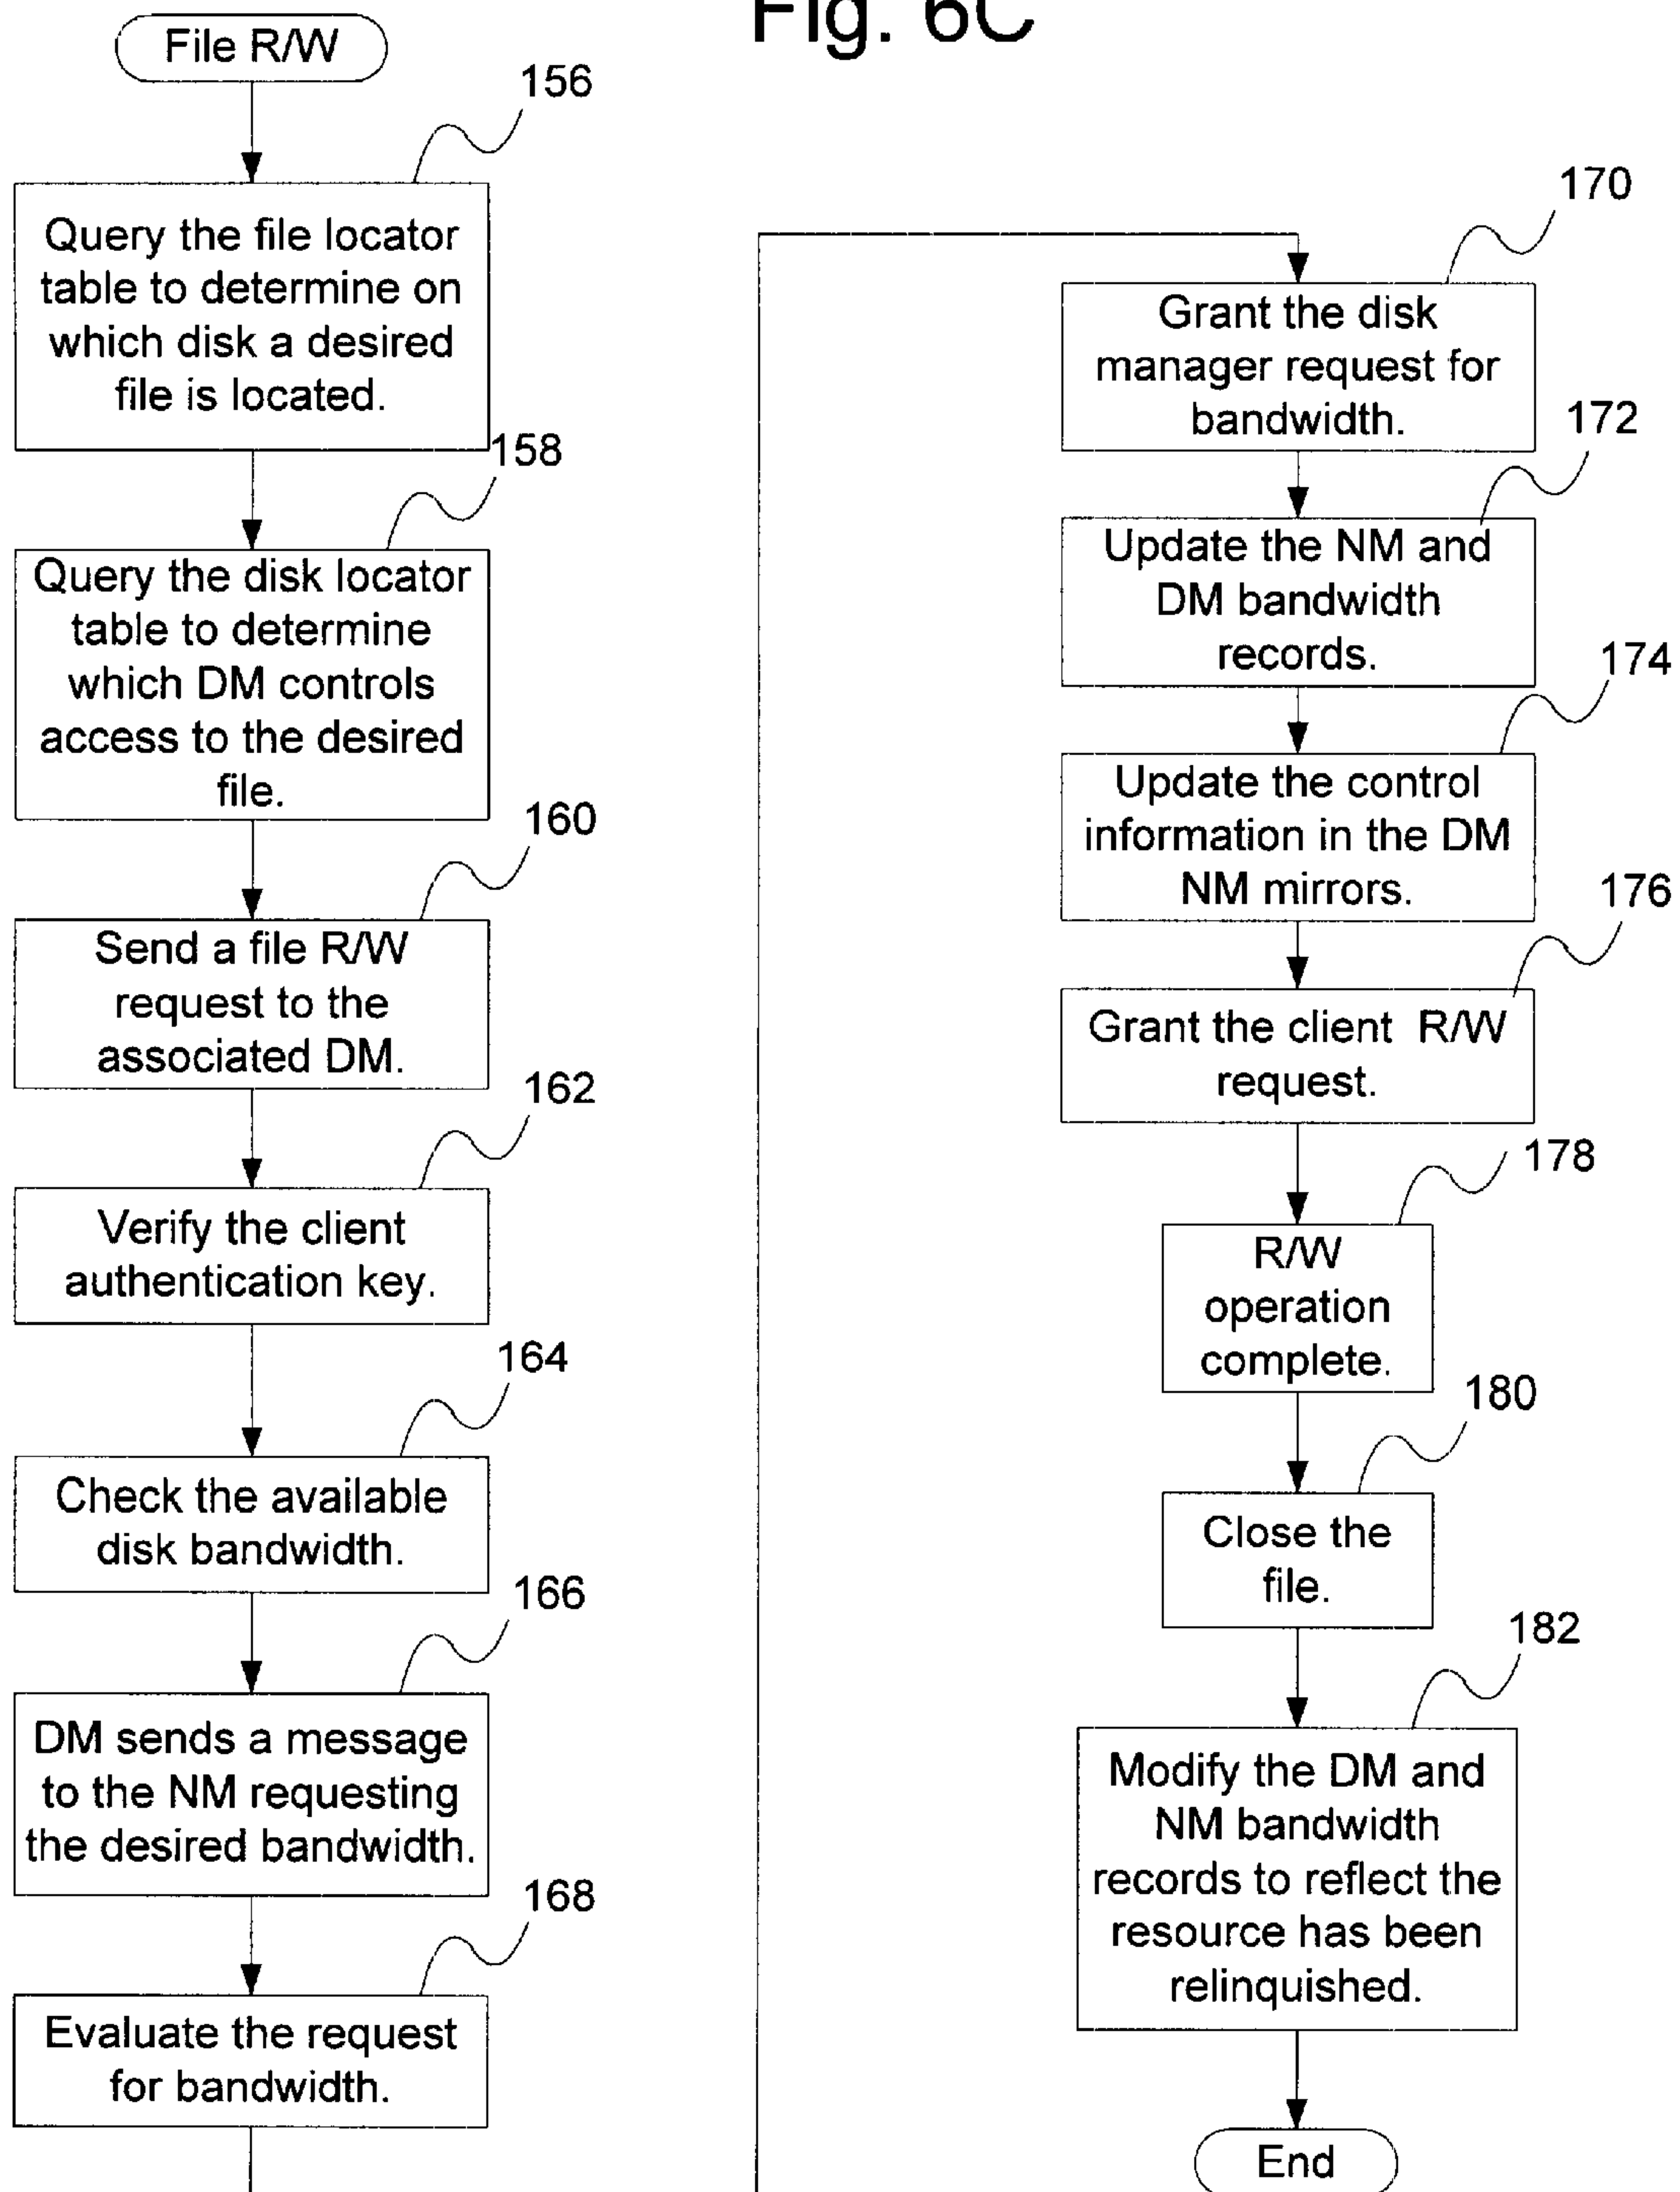 Fig. 6C
File R/W
156
Query the file locator
table to determine on
which disk a desired
file is located.
158
Query the disk locator
table to determine
which DM controls
access to the desired
file.
160
Send a file R/W
request to the
associated DM.
162
Verify the client
authentication key.
164
Check the available
disk bandwidth.
166
DM sends a message
to the NM requesting
the desired bandwidth.
168
Evaluate the request
for bandwidth.
170
Grant the disk
manager request for
bandwidth.
172
Update the NM and
DM bandwidth
records.
174
Update the control
information in the DM
NM mirrors.
176
Grant the client R/W
request.
178
R/W
operation
complete.
180
Close the
file.
182
Modify the DM and
NM bandwidth
records to reflect the
resource has been
relinquished.
End